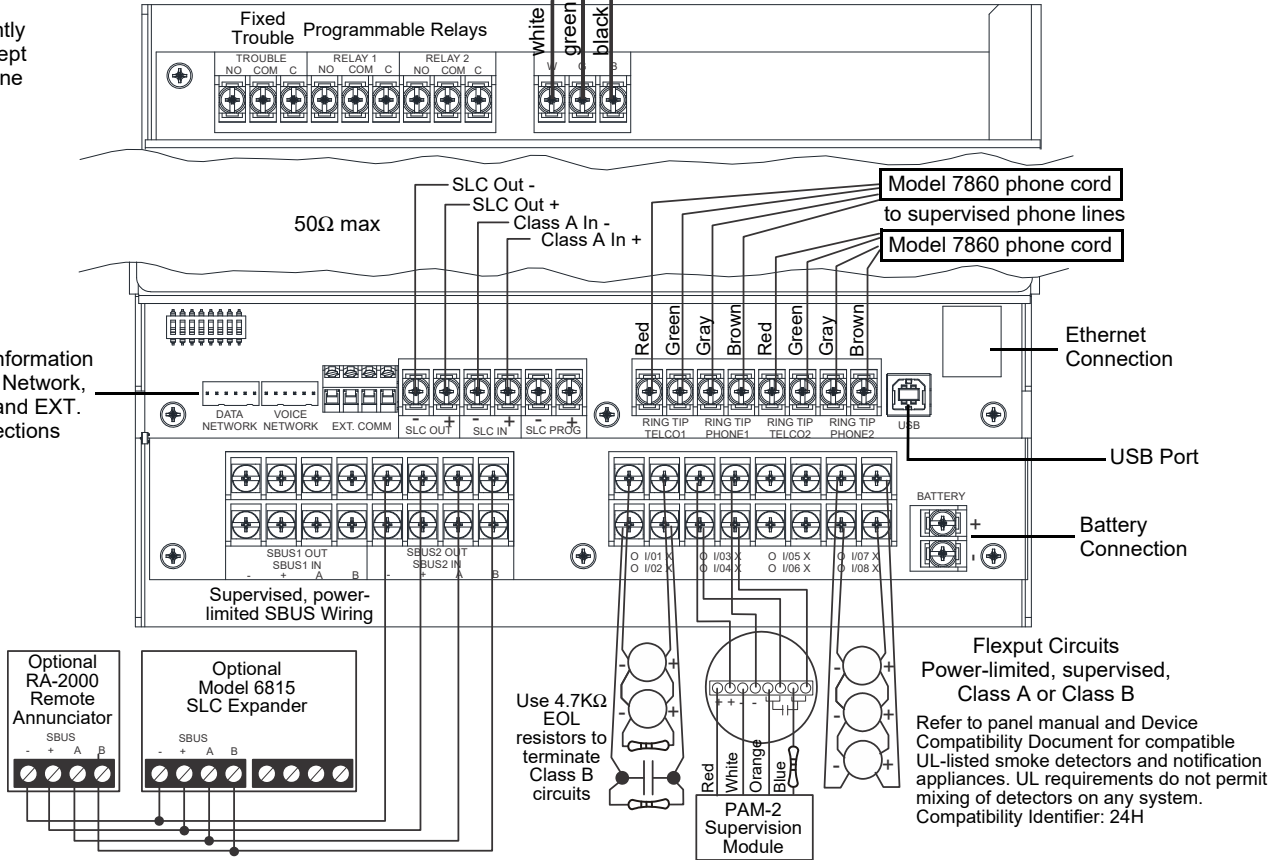 ntly
ept
ne
Fixed
Trouble
Programmable Relays
white
green
black
TROUBLE
RELAY 1
RELAY 2
NO COM C
NO COM C
NO COM C
W G B
SLC Out -
SLC Out +
Class A In -
Class A In +
50Ω max
Model 7860 phone cord
to supervised phone lines
Model 7860 phone cord
Red
Green
Gray
Brown
Red
Green
Gray
Brown
Ethernet
Connection
nformation
Network,
and EXT.
ections
DATA
NETWORK
VOICE
NETWORK
EXT. COMM
- + - + - +
SLC OUT
SLC IN
SLC PROG
RING TIP
TELCO1
RING TIP
PHONE1
RING TIP
TELCO2
RING TIP
PHONE2
USB
USB Port
BATTERY
+
-
Battery
Connection
SBUS1 OUT
SBUS1 IN
- + A B
SBUS2 OUT
SBUS2 IN
- + A B
O I/01 X
O I/02 X
O I/03 X
O I/04 X
O I/05 X
O I/06 X
O I/07 X
O I/08 X
Supervised, power-
limited SBUS Wiring
Optional
RA-2000
Remote
Annunciator
SBUS
- + A B
Optional
Model 6815
SLC Expander
SBUS
- + A B
Use 4.7KΩ
EOL
resistors to
terminate
Class B
circuits
- +
- +
+ + - -
Red
White
Orange
Blue
PAM-2
Supervision
Module
- +
- +
- +
Flexput Circuits
Power-limited, supervised,
Class A or Class B
Refer to panel manual and Device
Compatibility Document for compatible
UL-listed smoke detectors and notification
appliances. UL requirements do not permit
mixing of detectors on any system.
Compatibility Identifier: 24H